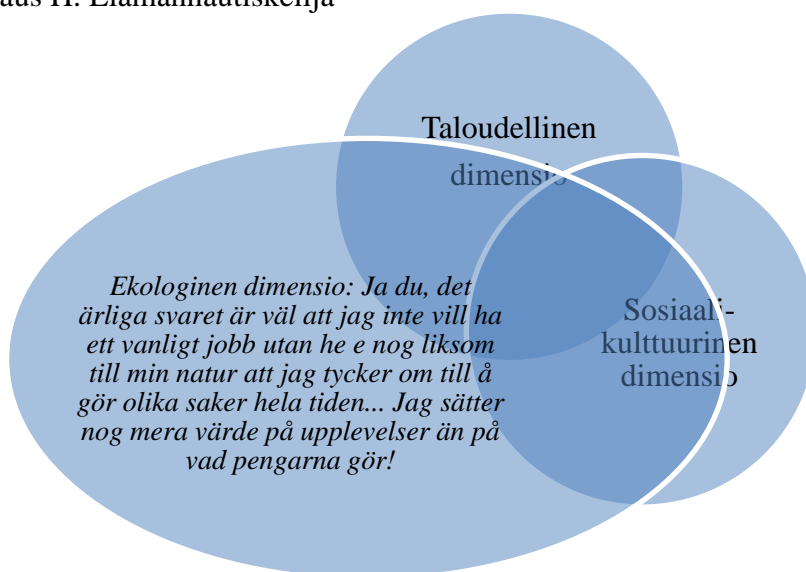 aus H: Elämännautiskelija
Taloudellinen
dimensio
Ekologinen dimensio: Ja du, det
ärliga svaret är väl att jag inte vill ha
ett vanligt jobb utan he e nog liksom
till min natur att jag tycker om till å
gör olika saker hela tiden... Jag sätter
nog mera värde på upplevelser än på
vad pengarna gör!
Sosiaali-
kulttuurinen
dimensio